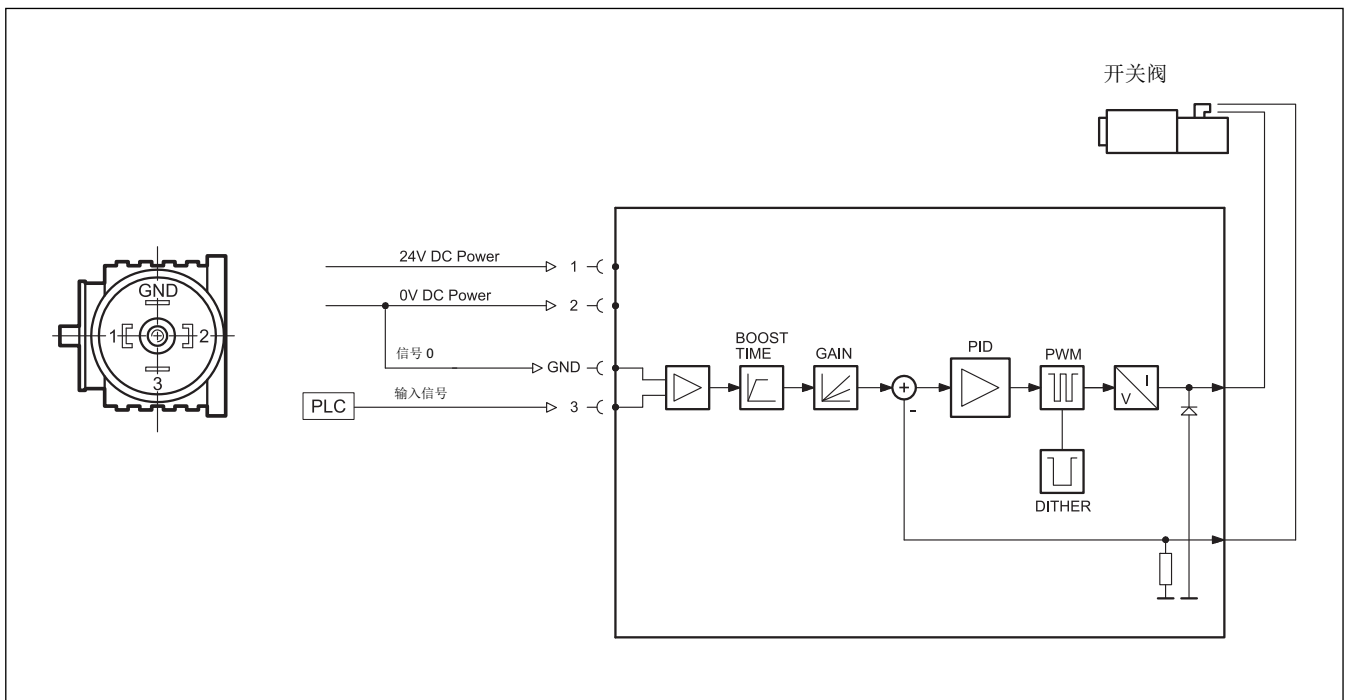 开关阀
24V DC Power
1
0V DC Power
2
GND
1
2
3
信号 0
GND
输入信号
PLC
3
BOOST
TIME
GAIN
PID
PWM
I
V
+
-
DITHER